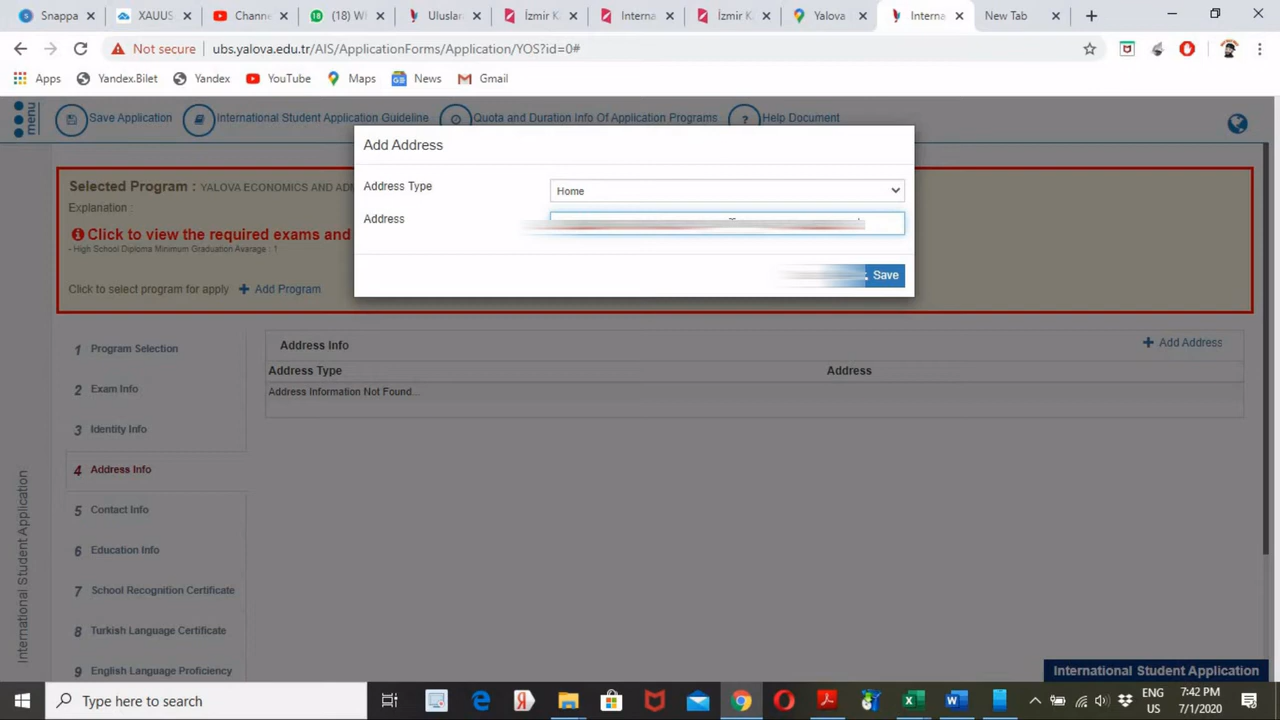 Snappa
XAUUS
Chann
(18) W
Uluslar
İzmir K
Interna
İzmir K
Yalova
Interna
New Tab
Not secure
ubs.yalova.edu.tr/AIS/ApplicationForms/Application/YOS?id=0#
Apps
Yandex.Bilet
Yandex
YouTube
Maps
News
Gmail
menu
Save Application
International Student Application Guideline
Quota and Duration Info Of Application Programs
Help Document
Add Address
Address Type
Home
Address
Save
Selected Program :
YALOVA ECONOMICS AND ADM
Explanation :
Click to view the required exams and
- High School Diploma Minimum Graduation Avarage : 1
Click to select program for apply
Add Program
1 Program Selection
2 Exam Info
3 Identity Info
4 Address Info
5 Contact Info
6 Education Info
7 School Recognition Certificate
8 Turkish Language Certificate
9 English Language Proficiency
Address Info
Add Address
Address Type
Address
Address Information Not Found...
International Student Application
International Student Application
Type here to search
ENG
US
7:42 PM
7/1/2020